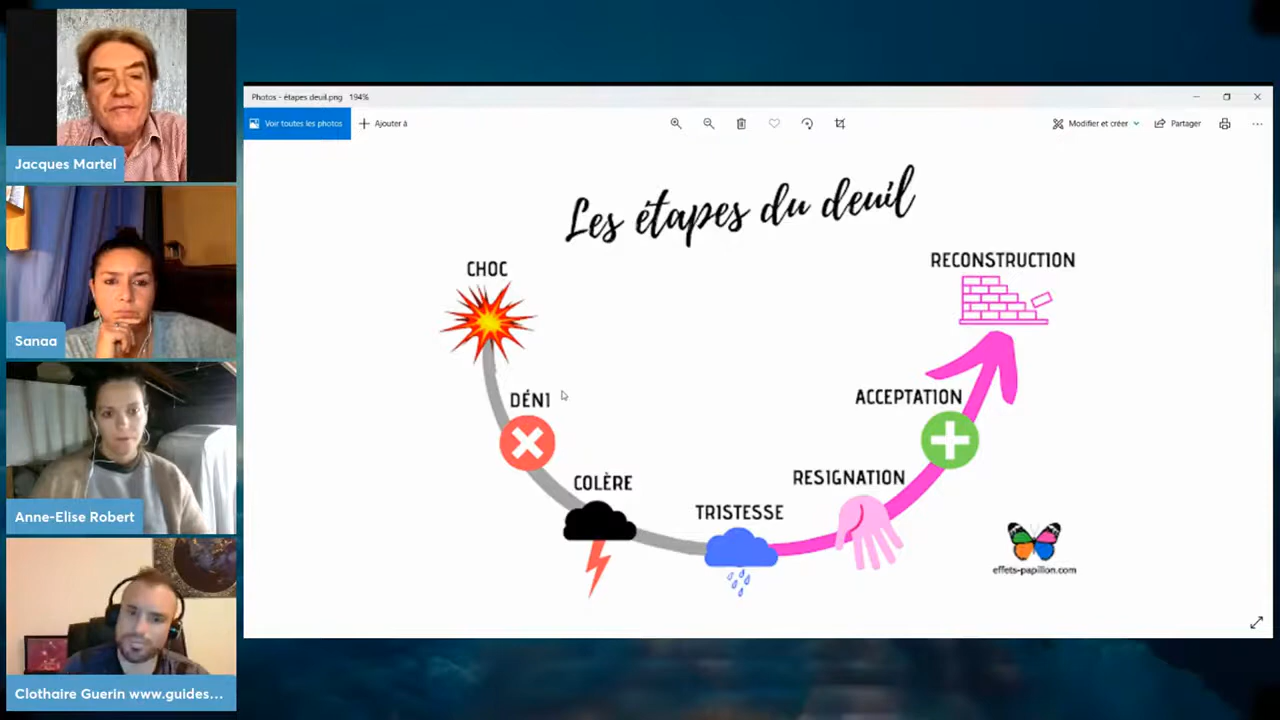 Jacques Martel
Sanaa
Anne-Elise Robert
Clothaire Guerin www.guides...
Photos - étapes deuil.png 194%
Voir toutes les photos
Ajouter à
Modifier et créer
Partager
Les étapes du deuil
CHOC
DÉNI
COLÈRE
TRISTESSE
RESIGNATION
ACCEPTATION
RECONSTRUCTION
effets-papillon.com